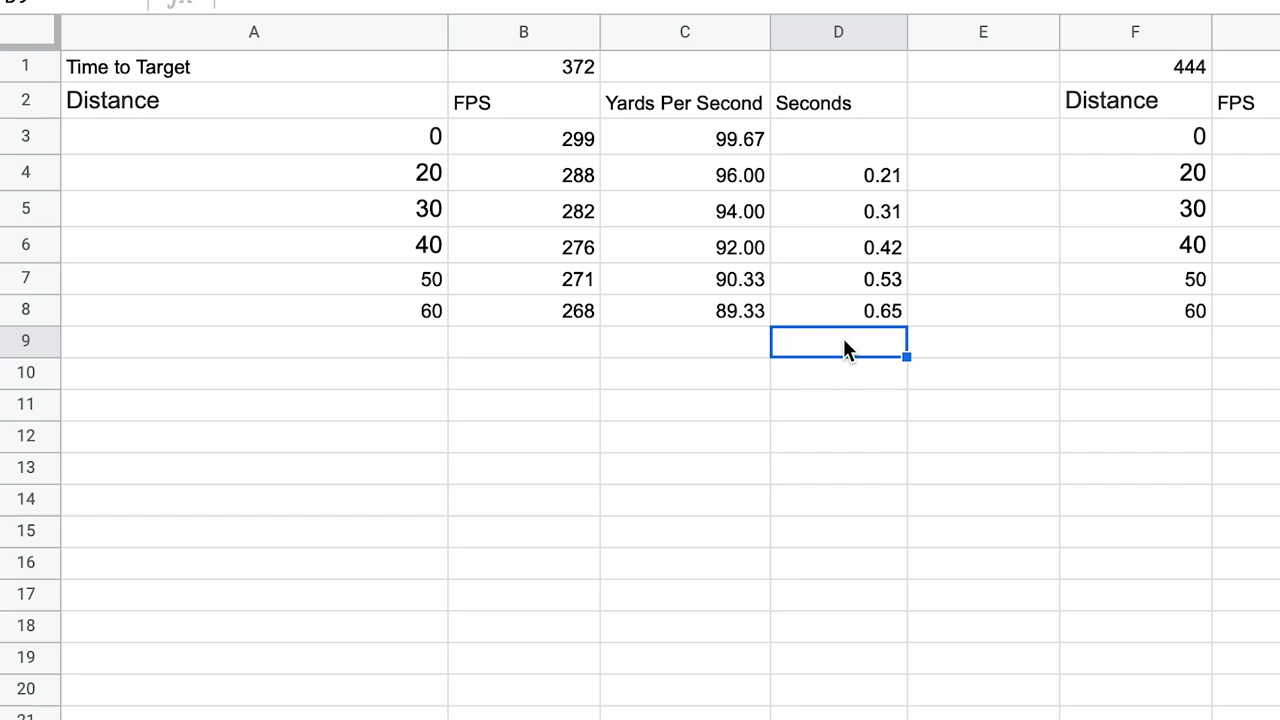 A B C D E F
1 Time to Target 372 444
2 Distance FPS Yards Per Second Seconds Distance FPS
3 0 299 99.67 0
4 20 288 96.00 0.21 20
5 30 282 94.00 0.31 30
6 40 276 92.00 0.42 40
7 50 271 90.33 0.53 50
8 60 268 89.33 0.65 60
9
10
11
12
13
14
15
16
17
18
19
20